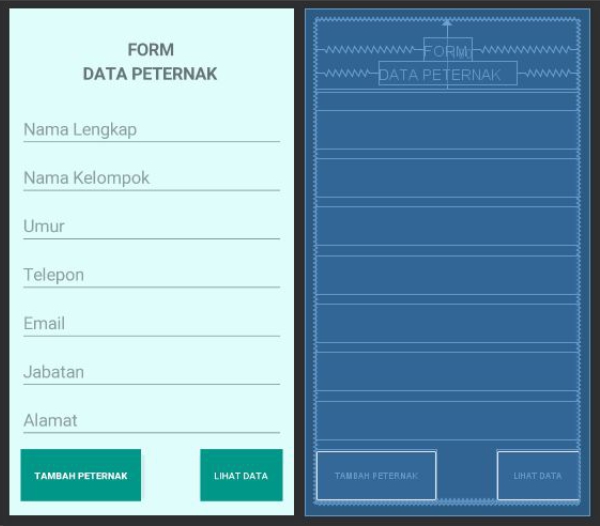 FORM
DATA PETERNAK
Nama Lengkap
Nama Kelompok
Umur
Telepon
Email
Jabatan
Alamat
TAMBAH PETERNAK
LIHAT DATA
FORM
DATA PETERNAK
TAMBAH PETERNAK
LIHAT DATA